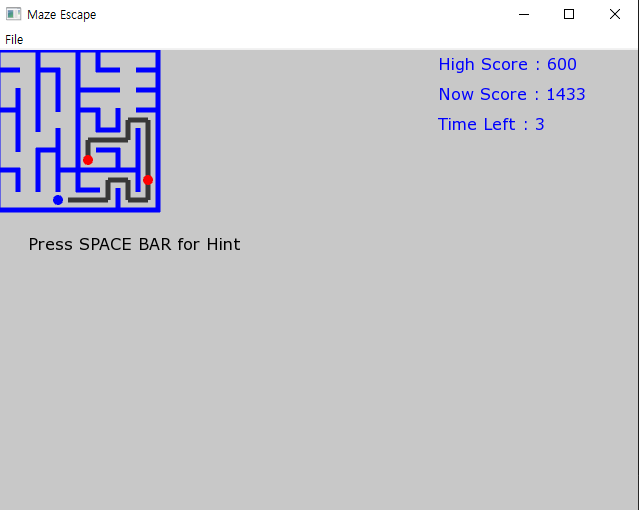 Maze Escape
File
High Score : 600
Now Score : 1433
Time Left : 3
Press SPACE BAR for Hint